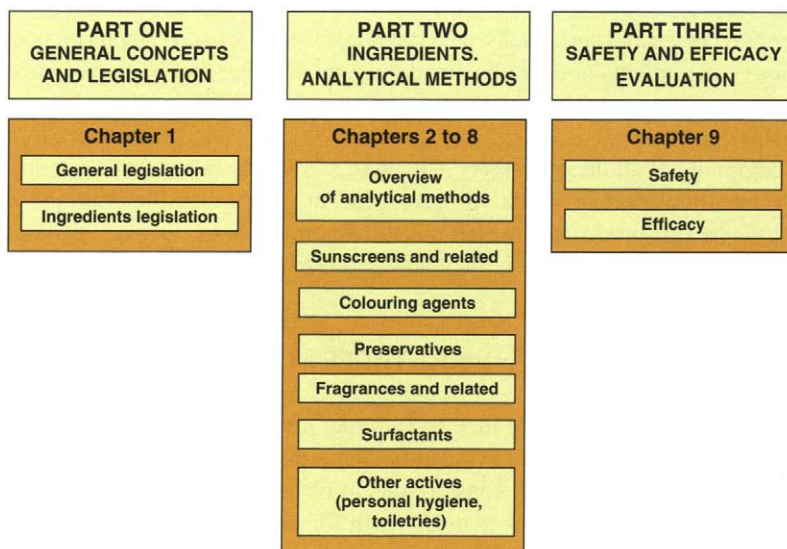 PART ONE
GENERAL CONCEPTS
AND LEGISLATION
Chapter 1
General legislation
Ingredients legislation
PART TWO
INGREDIENTS.
ANALYTICAL METHODS
Chapters 2 to 8
Overview
of analytical methods
Sunscreens and related
Colouring agents
Preservatives
Fragrances and related
Surfactants
Other actives
(personal hygiene,
toiletries)
PART THREE
SAFETY AND EFFICACY
EVALUATION
Chapter 9
Safety
Efficacy